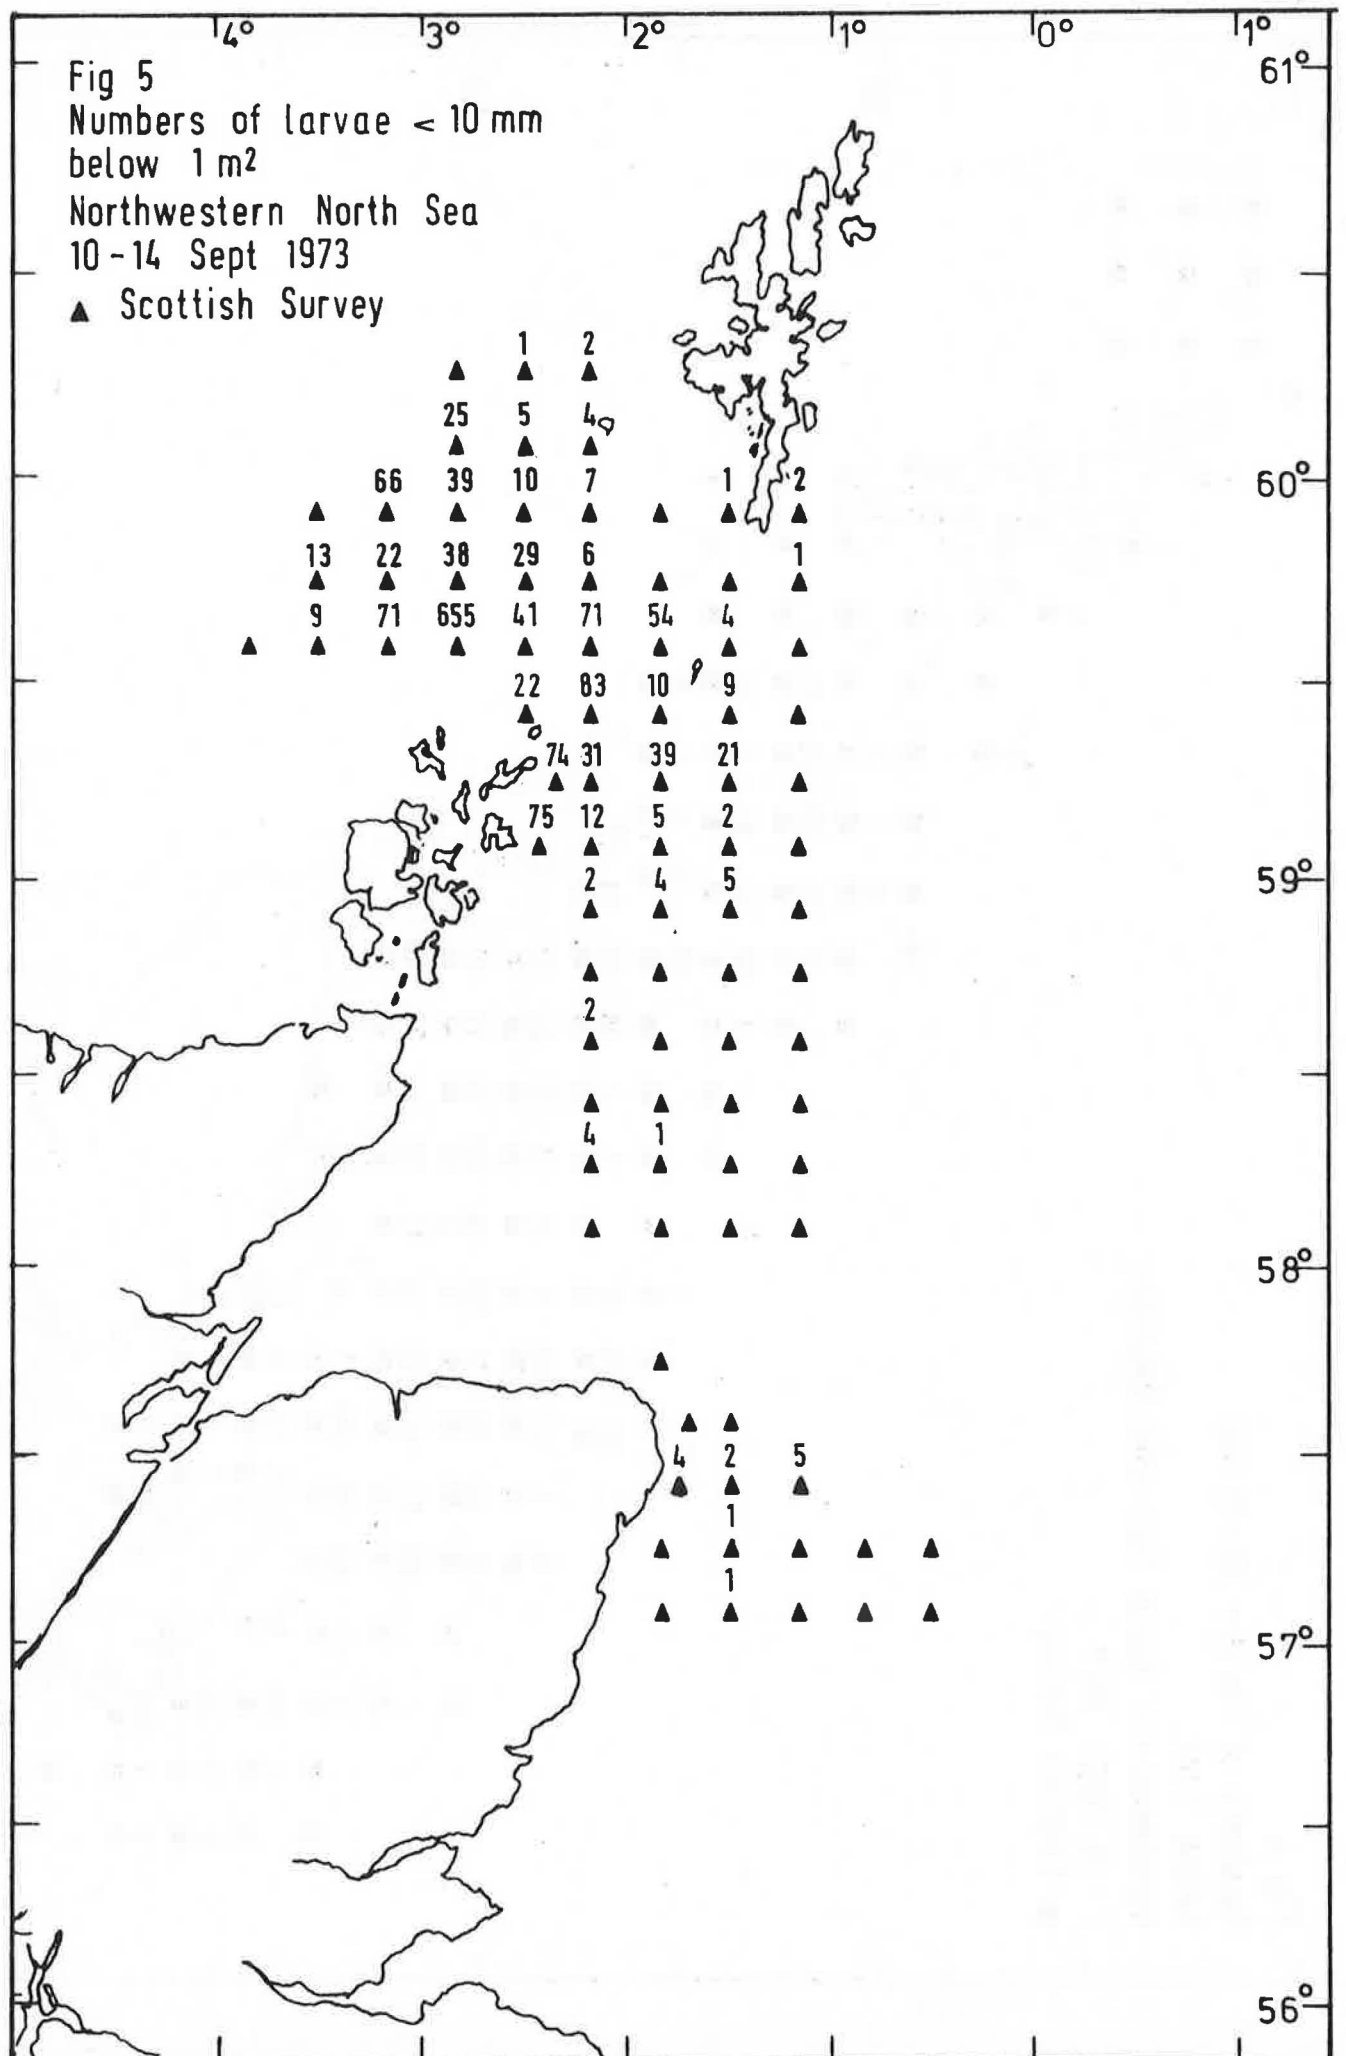 4° 3° 2° 1° 0° 1°
61°
Fig 5
Numbers of larvae < 10 mm
below 1 m²
Northwestern North Sea
10-14 Sept 1973
▲ Scottish Survey
1 2
25 5 4
66 39 10 7 1 2
60°
13 22 38 29 6 1
9 71 655 41 71 54 4
22 83 10 9
74 31 39 21
75 12 5 2
2 4 5
59°
2
4 1
58°
4 2 5
1
1
57°
56°